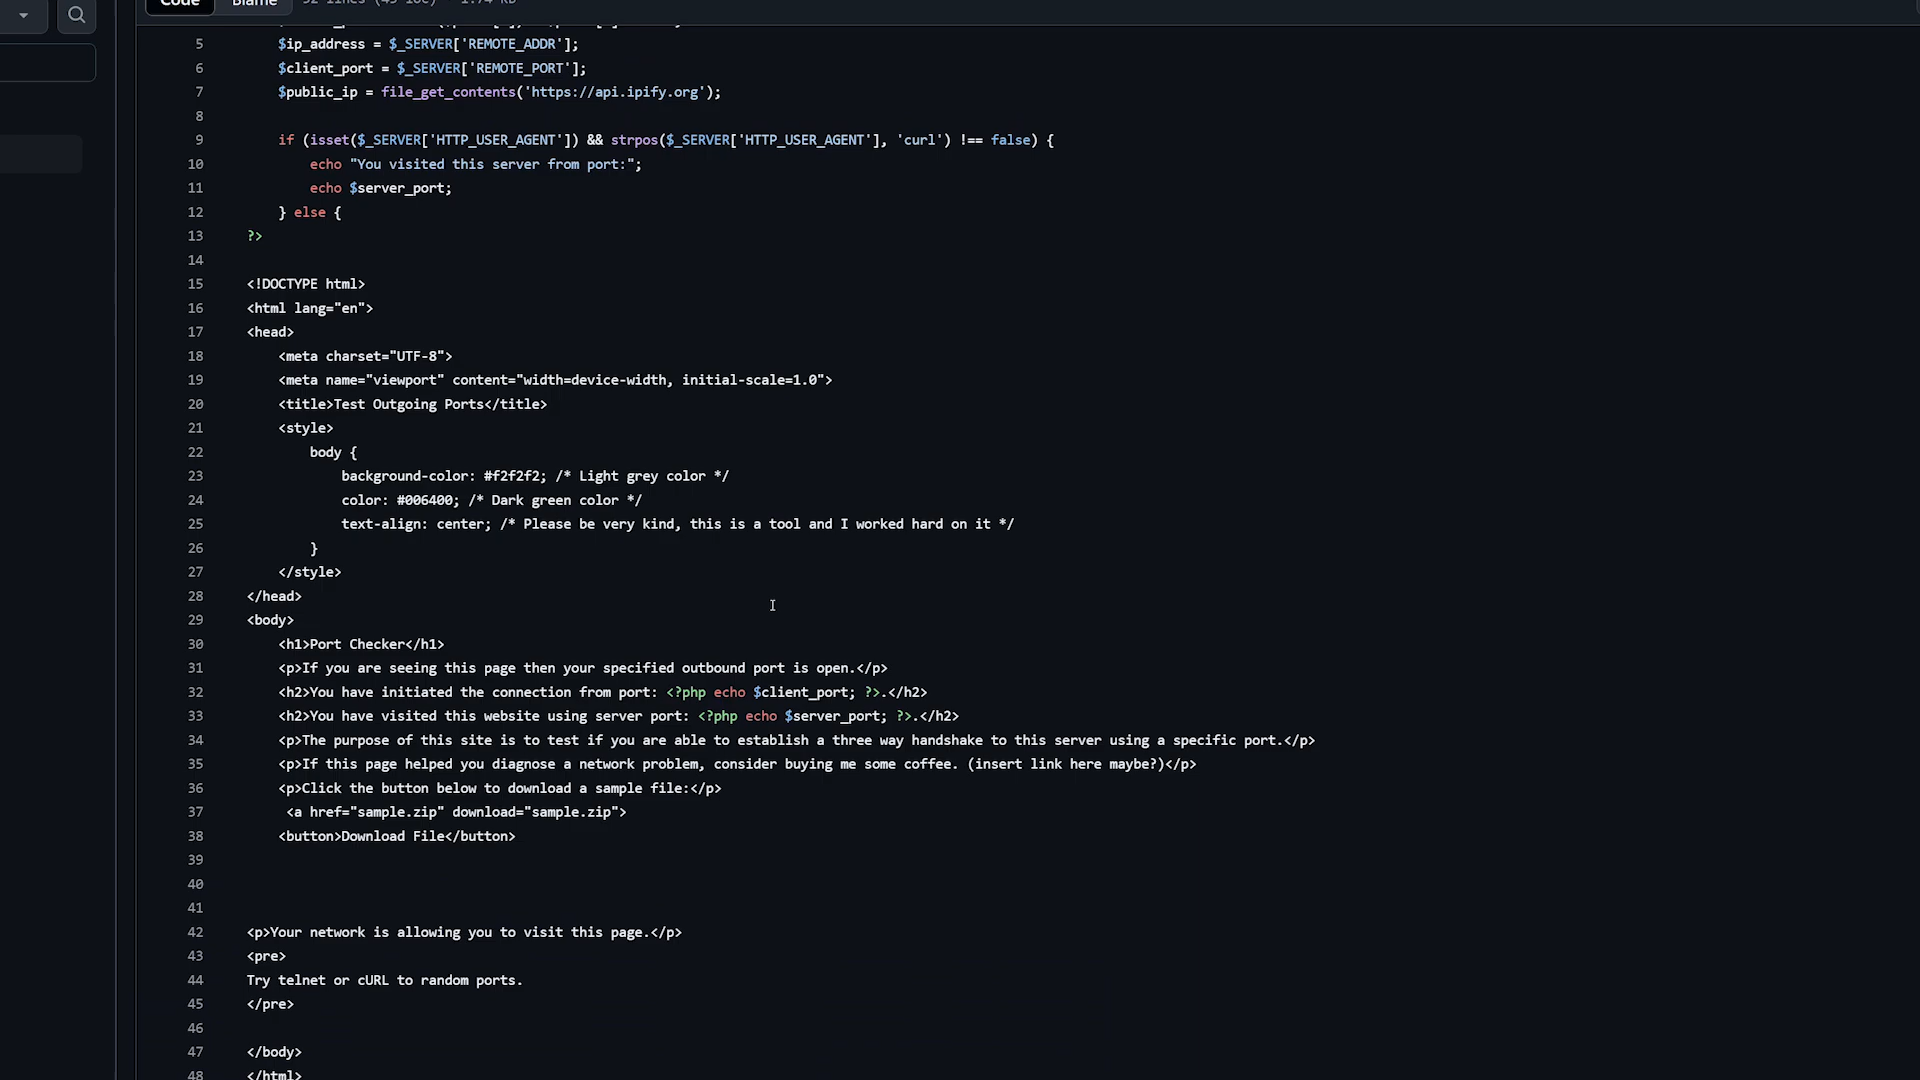 Code Blame
5 $ip_address = $_SERVER['REMOTE_ADDR'];
6 $client_port = $_SERVER['REMOTE_PORT'];
7 $public_ip = file_get_contents('https://api.ipify.org');
8
9 if (isset($_SERVER['HTTP_USER_AGENT']) && strpos($_SERVER['HTTP_USER_AGENT'], 'curl') !== false) {
10 echo "You visited this server from port:";
11 echo $server_port;
12 } else {
13 ?>
14
15 <!DOCTYPE html>
16 <html lang="en">
17 <head>
18 <meta charset="UTF-8">
19 <meta name="viewport" content="width=device-width, initial-scale=1.0">
20 <title>Test Outgoing Ports</title>
21 <style>
22 body {
23 background-color: #f2f2f2; /* Light grey color */
24 color: #006400; /* Dark green color */
25 text-align: center; /* Please be very kind, this is a tool and I worked hard on it */
26 }
27 </style>
28 </head>
29 <body>
30 <h1>Port Checker</h1>
31 <p>If you are seeing this page then your specified outbound port is open.</p>
32 <h2>You have initiated the connection from port: <?php echo $client_port; ?>.</h2>
33 <h2>You have visited this website using server port: <?php echo $server_port; ?>.</h2>
34 <p>The purpose of this site is to test if you are able to establish a three way handshake to this server using a specific port.</p>
35 <p>If this page helped you diagnose a network problem, consider buying me some coffee. (insert link here maybe?)</p>
36 <p>Click the button below to download a sample file:</p>
37 <a href="sample.zip" download="sample.zip">
38 <button>Download File</button>
39
40
41
42 <p>Your network is allowing you to visit this page.</p>
43 <pre>
44 Try telnet or cURL to random ports.
45 </pre>
46
47 </body>
48 </html>